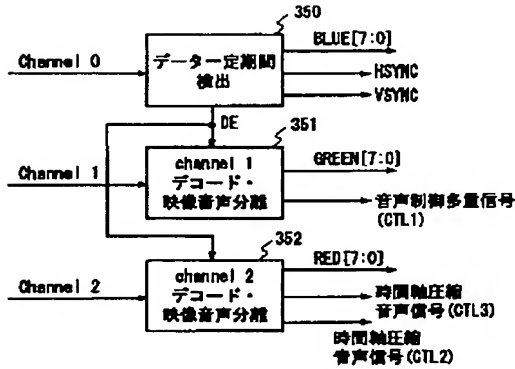 350
Channel 0
データー定期間
検出
BLUE[7:0]
HSYNC
VSYNC
DE
351
Channel 1
channel 1
デコード・
映像音声分離
GREEN[7:0]
音声制御多量信号
(CTL1)
352
Channel 2
channel 2
デコード・
映像音声分離
RED[7:0]
時間軸圧縮
音声信号(CTL3)
時間軸圧縮
音声信号(CTL2)